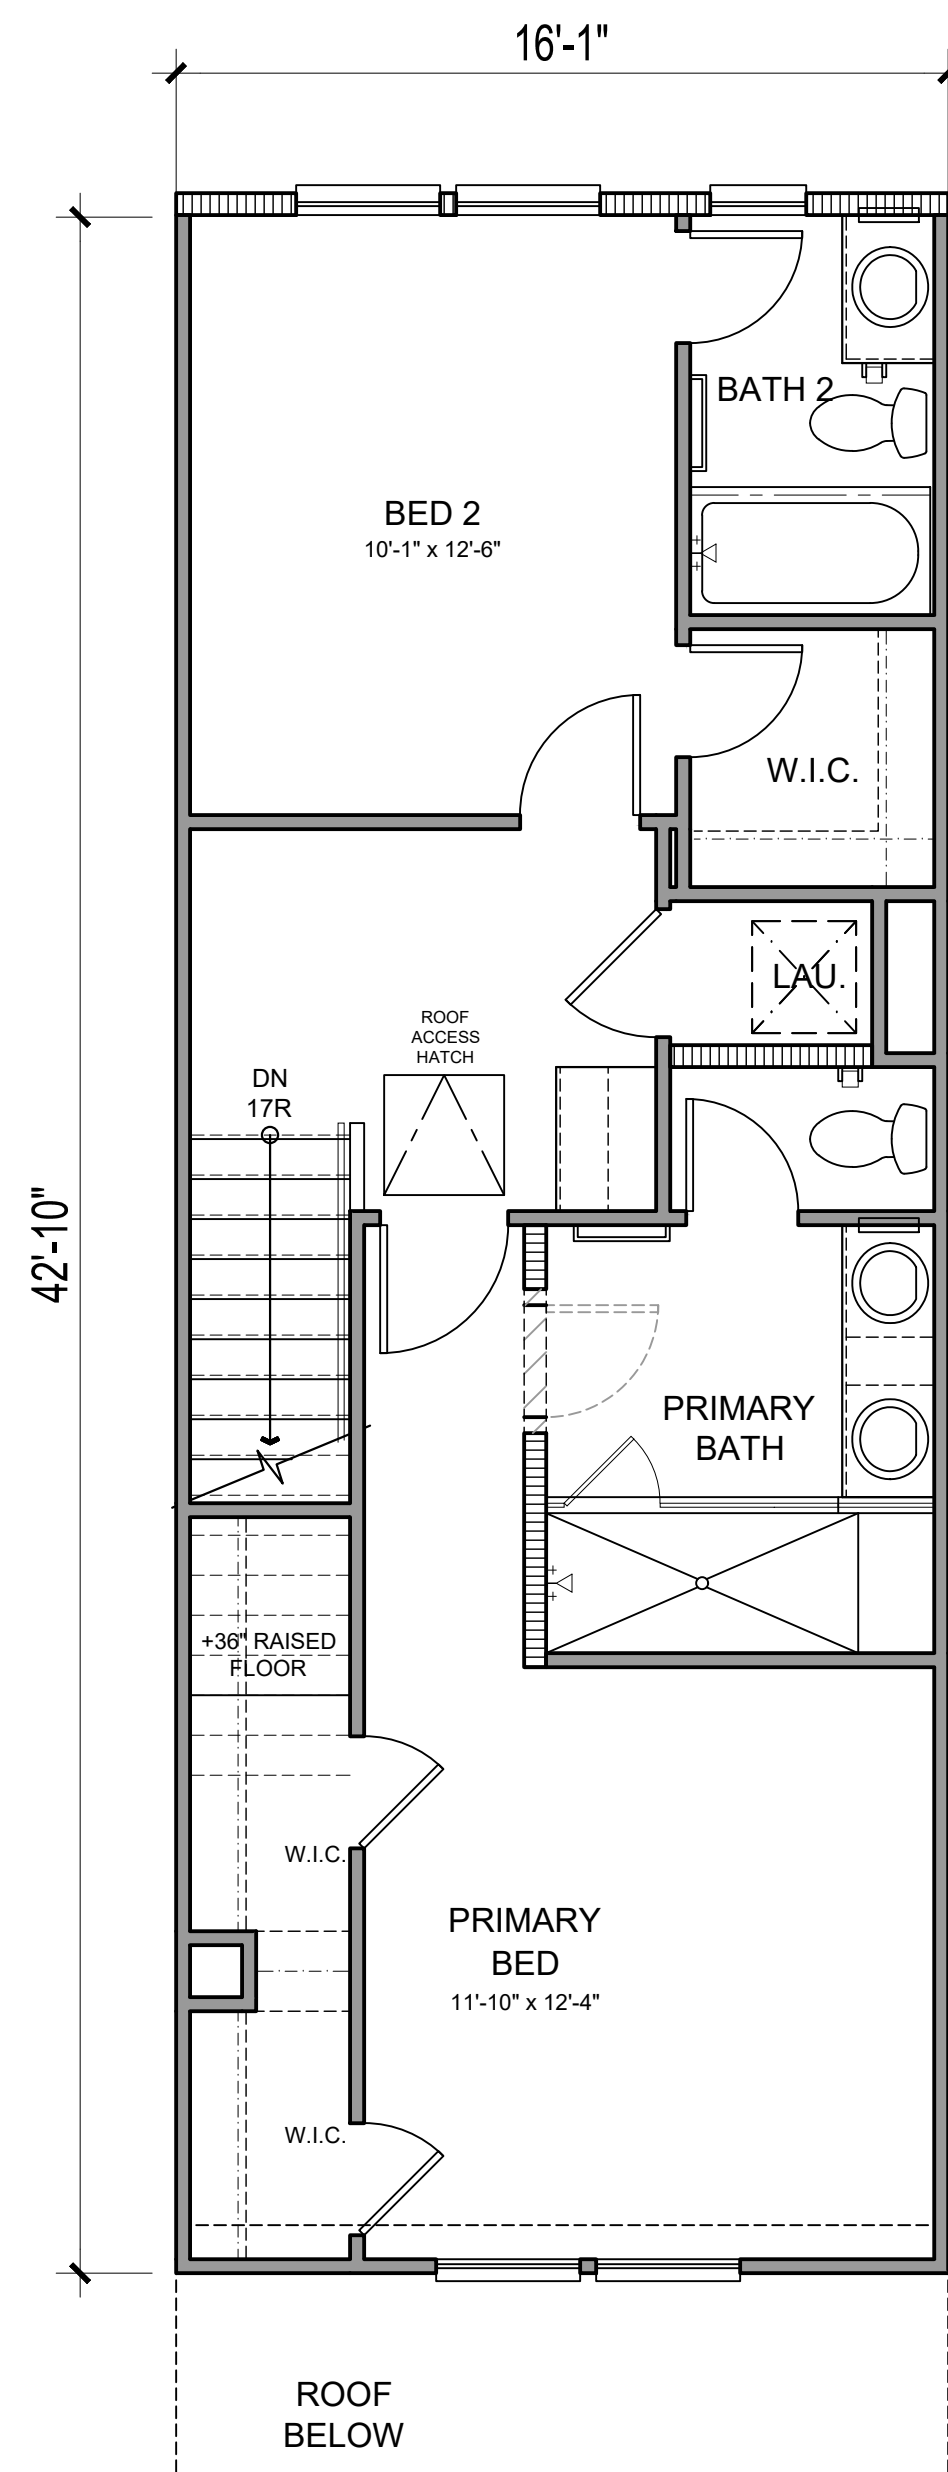 16'-1"
BATH 2
BED 2
10'-1" x 12'-6"
W.I.C.
LAU.
ROOF
ACCESS
HATCH
DN
17R
42'-10"
PRIMARY
BATH
+36" RAISED
FLOOR
W.I.C.
PRIMARY
BED
11'-10" x 12'-4"
W.I.C.
ROOF
BELOW